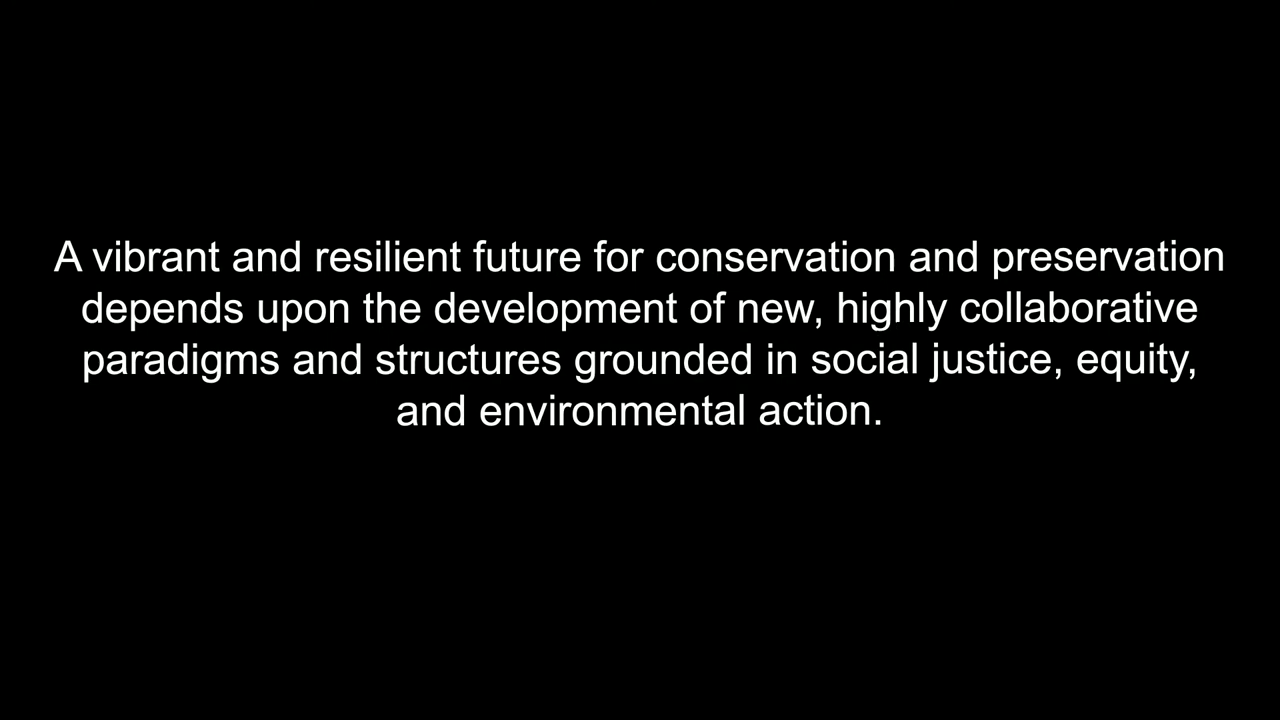 A vibrant and resilient future for conservation and preservation
depends upon the development of new, highly collaborative
paradigms and structures grounded in social justice, equity,
and environmental action.